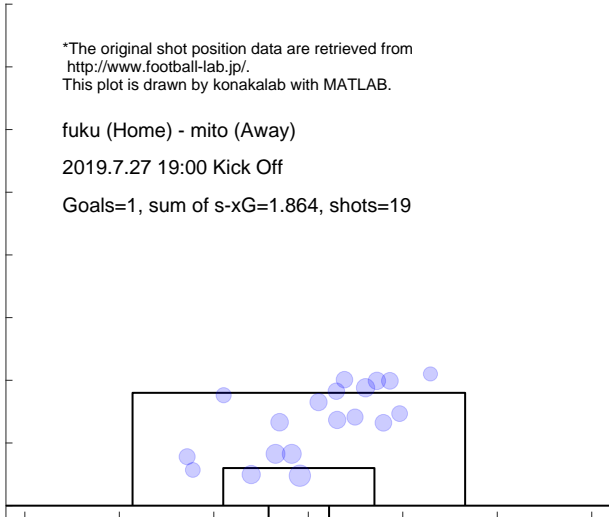 *The original shot position data are retrieved from
http://www.football-lab.jp/.
This plot is drawn by konakalab with MATLAB.
fuku (Home) - mito (Away)
2019.7.27 19:00 Kick Off
Goals=1, sum of s-xG=1.864, shots=19